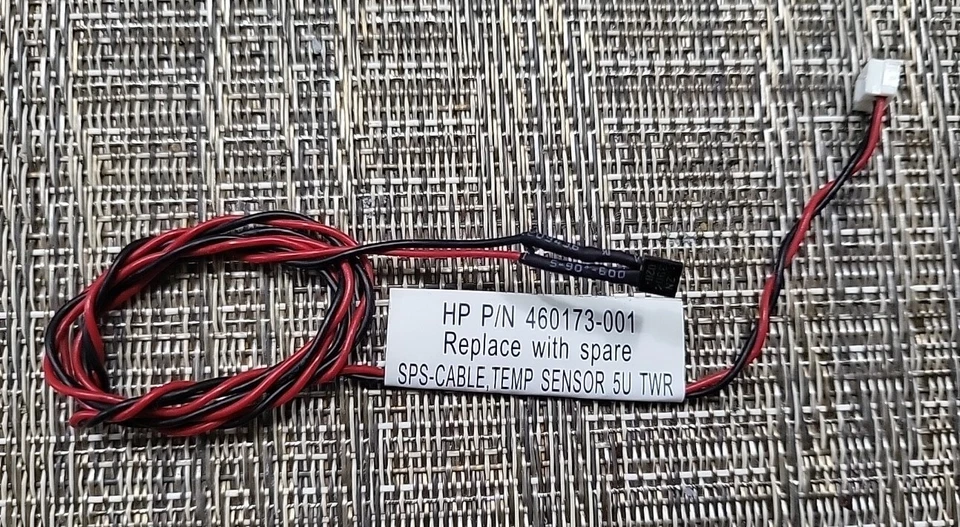 HP P/N 460173-001
Replace with spare
SPS-CABLE,TEMP SENSOR 5U TWR